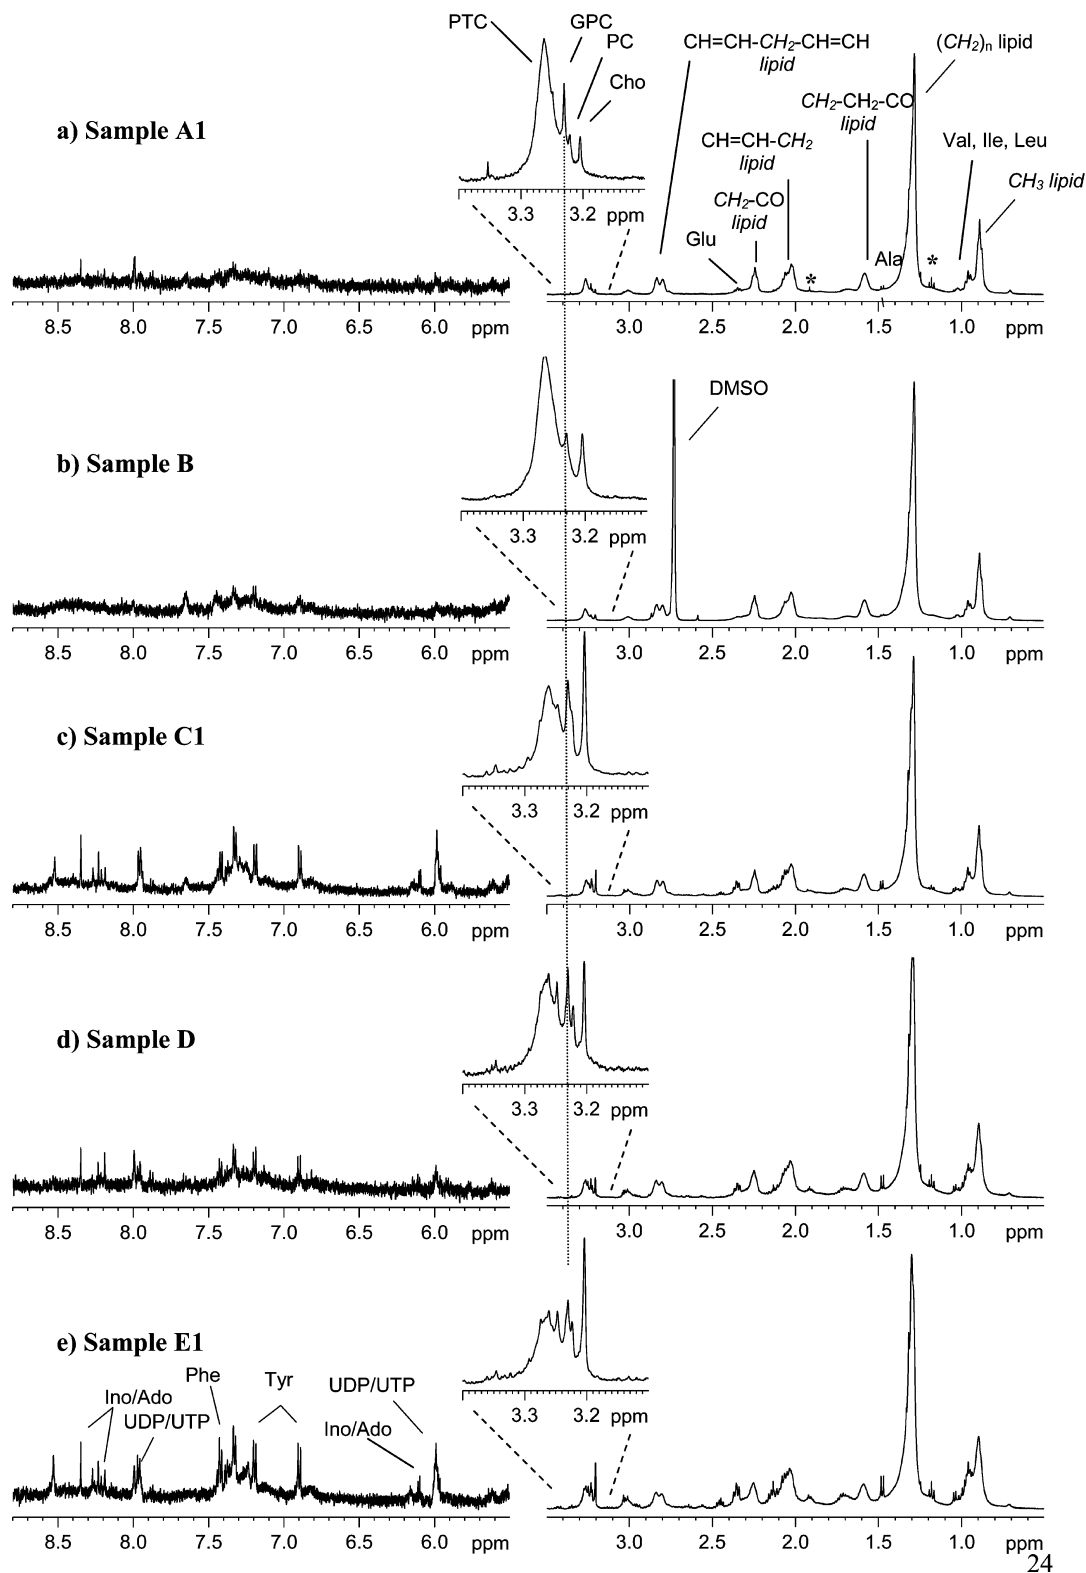 PTC
GPC
PC
Cho
CH=CH-CH2-CH=CH
lipid
(CH2)n lipid
a) Sample A1
CH2-CH2-CO
lipid
CH=CH-CH2
lipid
Val, Ile, Leu
CH3 lipid
CH2-CO
lipid
Glu
Ala
*
*
3.3 3.2 ppm
8.5 8.0 7.5 7.0 6.5 6.0 ppm
3.0 2.5 2.0 1.5 1.0 ppm
DMSO
b) Sample B
3.3 3.2 ppm
8.5 8.0 7.5 7.0 6.5 6.0 ppm
3.0 2.5 2.0 1.5 1.0 ppm
c) Sample C1
3.3 3.2 ppm
8.5 8.0 7.5 7.0 6.5 6.0 ppm
3.0 2.5 2.0 1.5 1.0 ppm
d) Sample D
3.3 3.2 ppm
8.5 8.0 7.5 7.0 6.5 6.0 ppm
3.0 2.5 2.0 1.5 1.0 ppm
e) Sample E1
Phe
Tyr
UDP/UTP
Ino/Ado
UDP/UTP
Ino/Ado
3.3 3.2 ppm
8.5 8.0 7.5 7.0 6.5 6.0 ppm
3.0 2.5 2.0 1.5 1.0 ppm
24